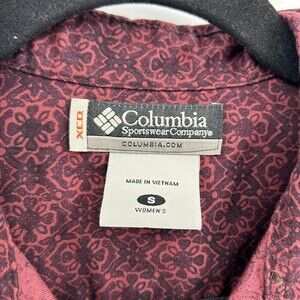 XCO
Columbia
Sportswear Company®
COLUMBIA.COM
MADE IN VIETNAM
S
WOMEN'S